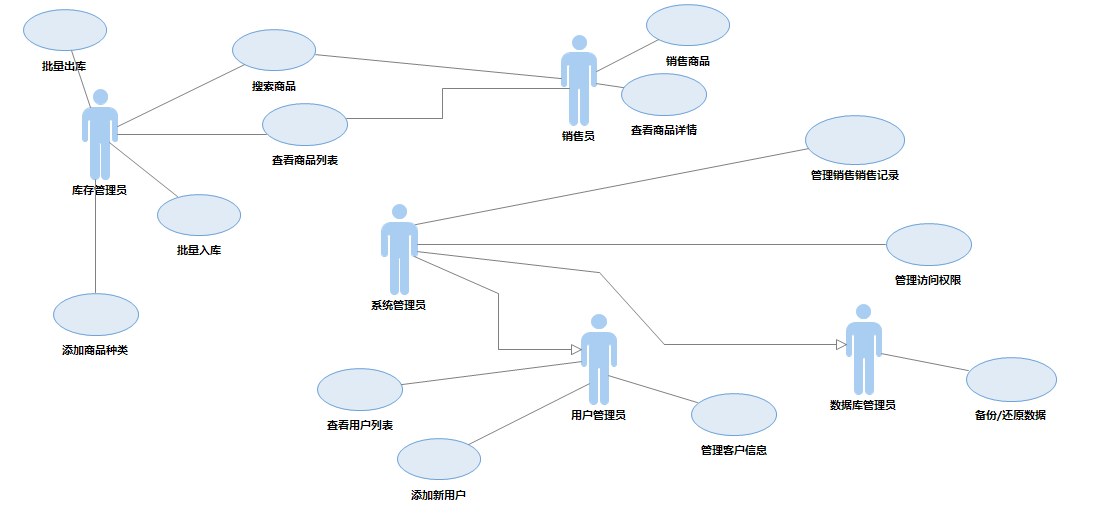 批量出库
搜索商品
销售商品
查看商品详情
销售员
查看商品列表
管理销售销售记录
库存管理员
批量入库
管理访问权限
系统管理员
添加商品种类
数据库管理员
用户管理员
备份/还原数据
查看用户列表
管理客户信息
添加新用户